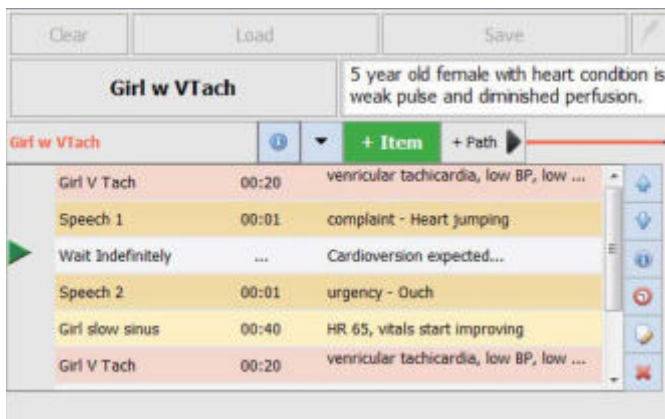 Clear Load Save
Girl w VTach
5 year old female with heart condition is
weak pulse and diminished perfusion.
Girl w VTach + Item + Path
Girl V Tach 00:20 venricular tachicardia, low BP, low ...
Speech 1 00:01 complaint - Heart jumping
Wait Indefinitely ... Cardioversion expected...
Speech 2 00:01 urgency - Ouch
Girl slow sinus 00:40 HR 65, vitals start improving
Girl V Tach 00:20 venricular tachicardia, low BP, low ...